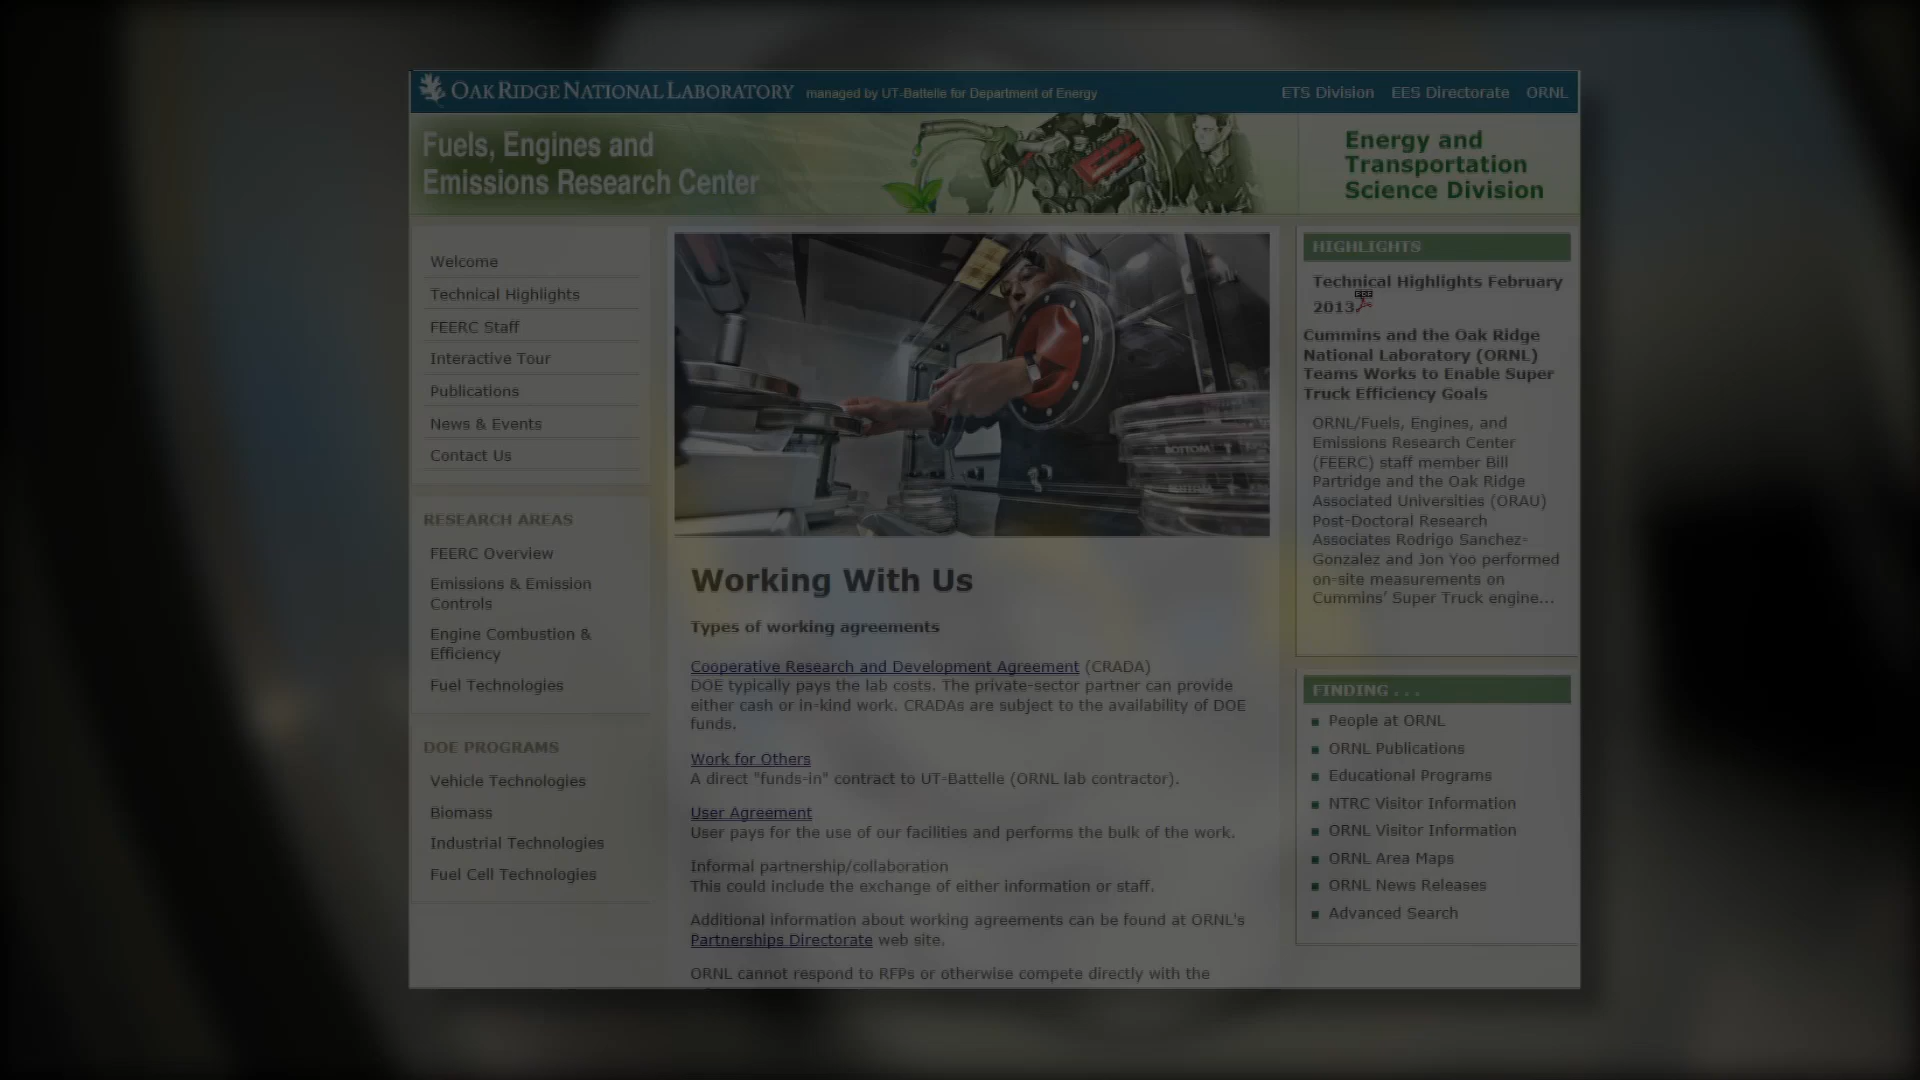 OAK RIDGE NATIONAL LABORATORY managed by UT-Battelle for Department of Energy ETS Division EES Directorate ORNL
Fuels, Engines and
Emissions Research Center
Energy and
Transportation
Science Division
Welcome
Technical Highlights
FEERC Staff
Interactive Tour
Publications
News & Events
Contact Us
RESEARCH AREAS
FEERC Overview
Emissions & Emission
Controls
Engine Combustion &
Efficiency
Fuel Technologies
DOE PROGRAMS
Vehicle Technologies
Biomass
Industrial Technologies
Fuel Cell Technologies
BOTTOM
BOTTOM
Working With Us
Types of working agreements
Cooperative Research and Development Agreement (CRADA)
DOE typically pays the lab costs. The private-sector partner can provide
either cash or in-kind work. CRADAs are subject to the availability of DOE
funds.
Work for Others
A direct "funds-in" contract to UT-Battelle (ORNL lab contractor).
User Agreement
User pays for the use of our facilities and performs the bulk of the work.
Informal partnership/collaboration
This could include the exchange of either information or staff.
Additional information about working agreements can be found at ORNL's
Partnerships Directorate web site.
ORNL cannot respond to RFPs or otherwise compete directly with the
HIGHLIGHTS
Technical Highlights February
2013
Cummins and the Oak Ridge
National Laboratory (ORNL)
Teams Works to Enable Super
Truck Efficiency Goals
ORNL/Fuels, Engines, and
Emissions Research Center
(FEERC) staff member Bill
Partridge and the Oak Ridge
Associated Universities (ORAU)
Post-Doctoral Research
Associates Rodrigo Sanchez-
Gonzalez and Jon Yoo performed
on-site measurements on
Cummins' Super Truck engine...
FINDING . . .
People at ORNL
ORNL Publications
Educational Programs
NTRC Visitor Information
ORNL Visitor Information
ORNL Area Maps
ORNL News Releases
Advanced Search